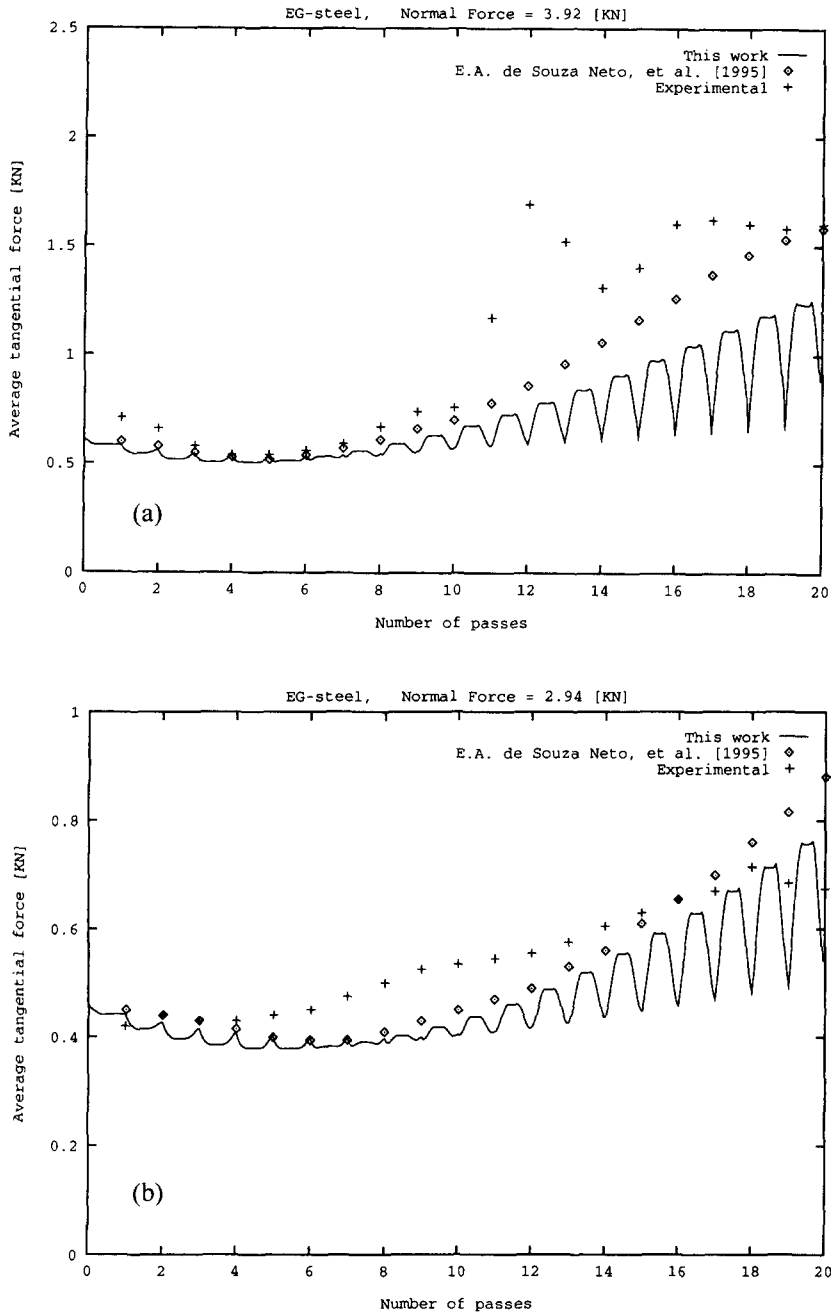 EG-steel, Normal Force = 3.92 [KN]
2.5
This work
E.A. de Souza Neto, et al. [1995]
Experimental
2
1.5
1
0.5
0
Average tangential force [KN]
(a)
0 2 4 6 8 10 12 14 16 18 20
Number of passes
EG-steel, Normal Force = 2.94 [KN]
1
This work
E.A. de Souza Neto, et al. [1995]
Experimental
0.8
0.6
0.4
0.2
0
Average tangential force [KN]
(b)
0 2 4 6 8 10 12 14 16 18 20
Number of passes